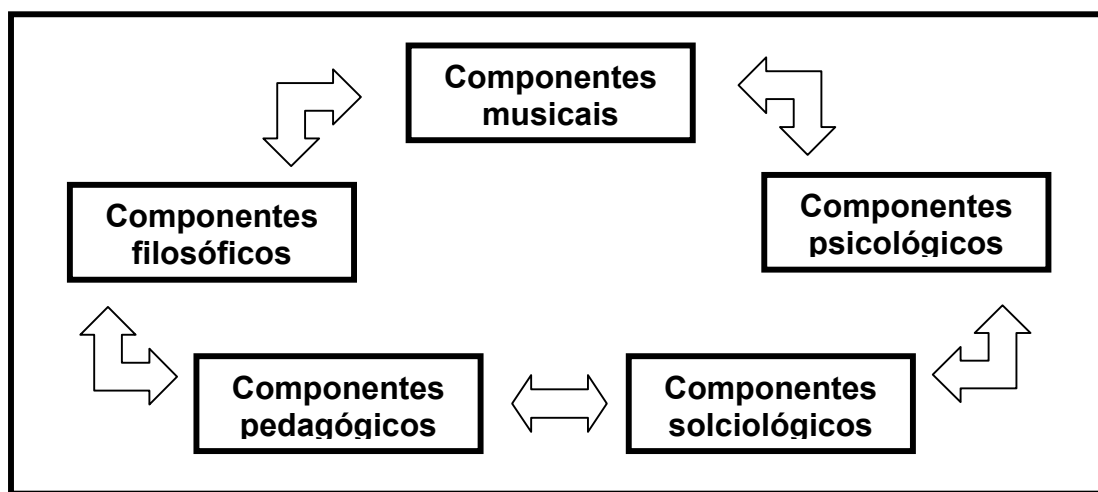 Componentes
musicais
Componentes
filosóficos
Componentes
psicológicos
Componentes
pedagógicos
Componentes
solciológicos